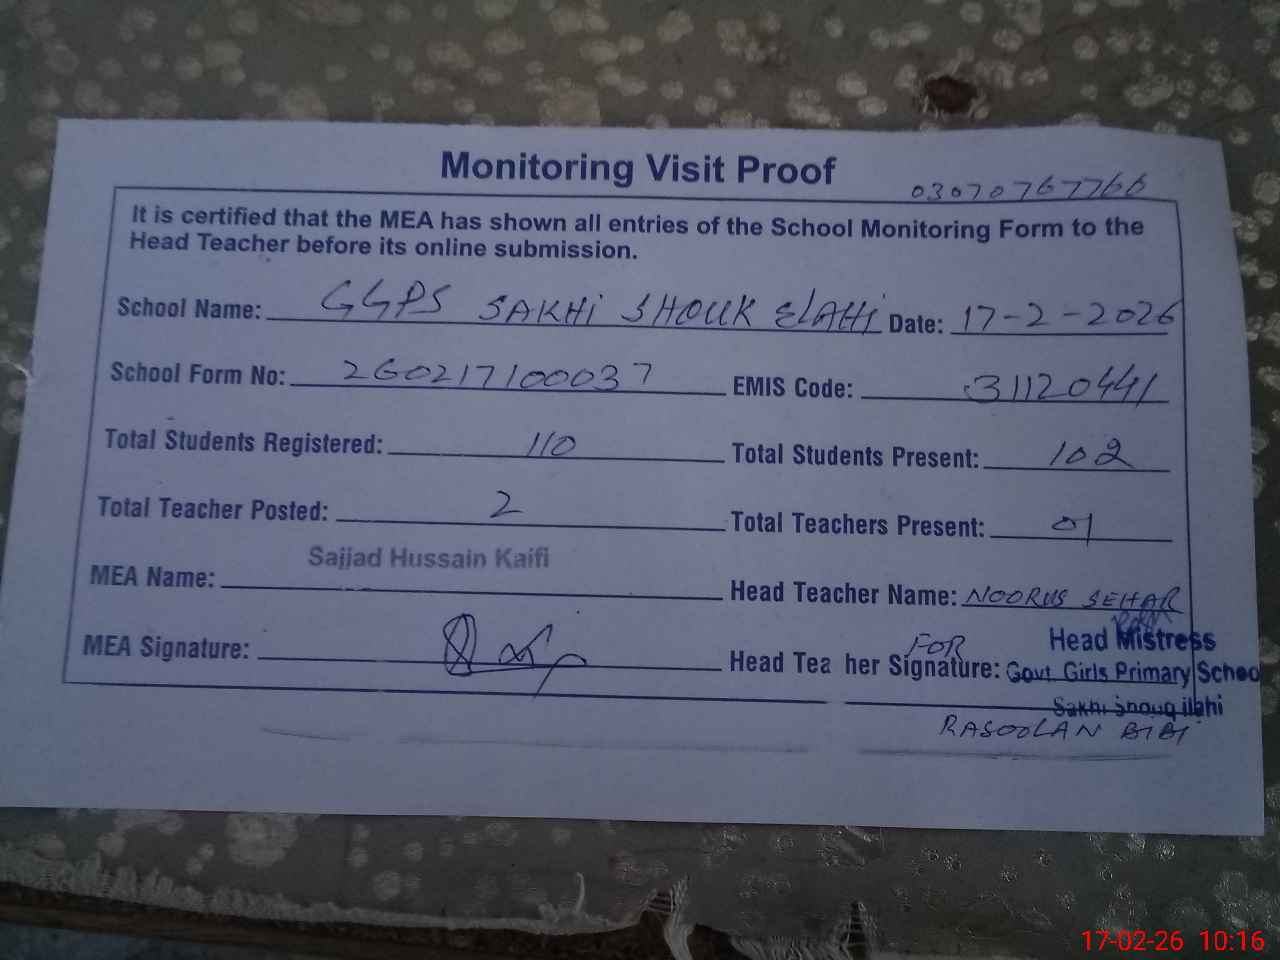 Monitoring Visit Proof
03070767766
It is certified that the MEA has shown all entries of the School Monitoring Form to the
Head Teacher before its online submission.
School Name: GGPS SAKHi SHOUK ELAHi Date: 17-2-2026
School Form No: 260217100037 EMIS Code: 31120441
Total Students Registered: 110 Total Students Present: 102
Total Teacher Posted: 2 Total Teachers Present: 01
MEA Name: Sajjad Hussain Kaifi Head Teacher Name: NOORUS SEHAR
MEA Signature: Head Tea her Signature: FOR Head Mistress
Govt. Girls Primary School
Sakhi Shouq ilahi
RASOOLAN BIBI
17-02-26 10:16